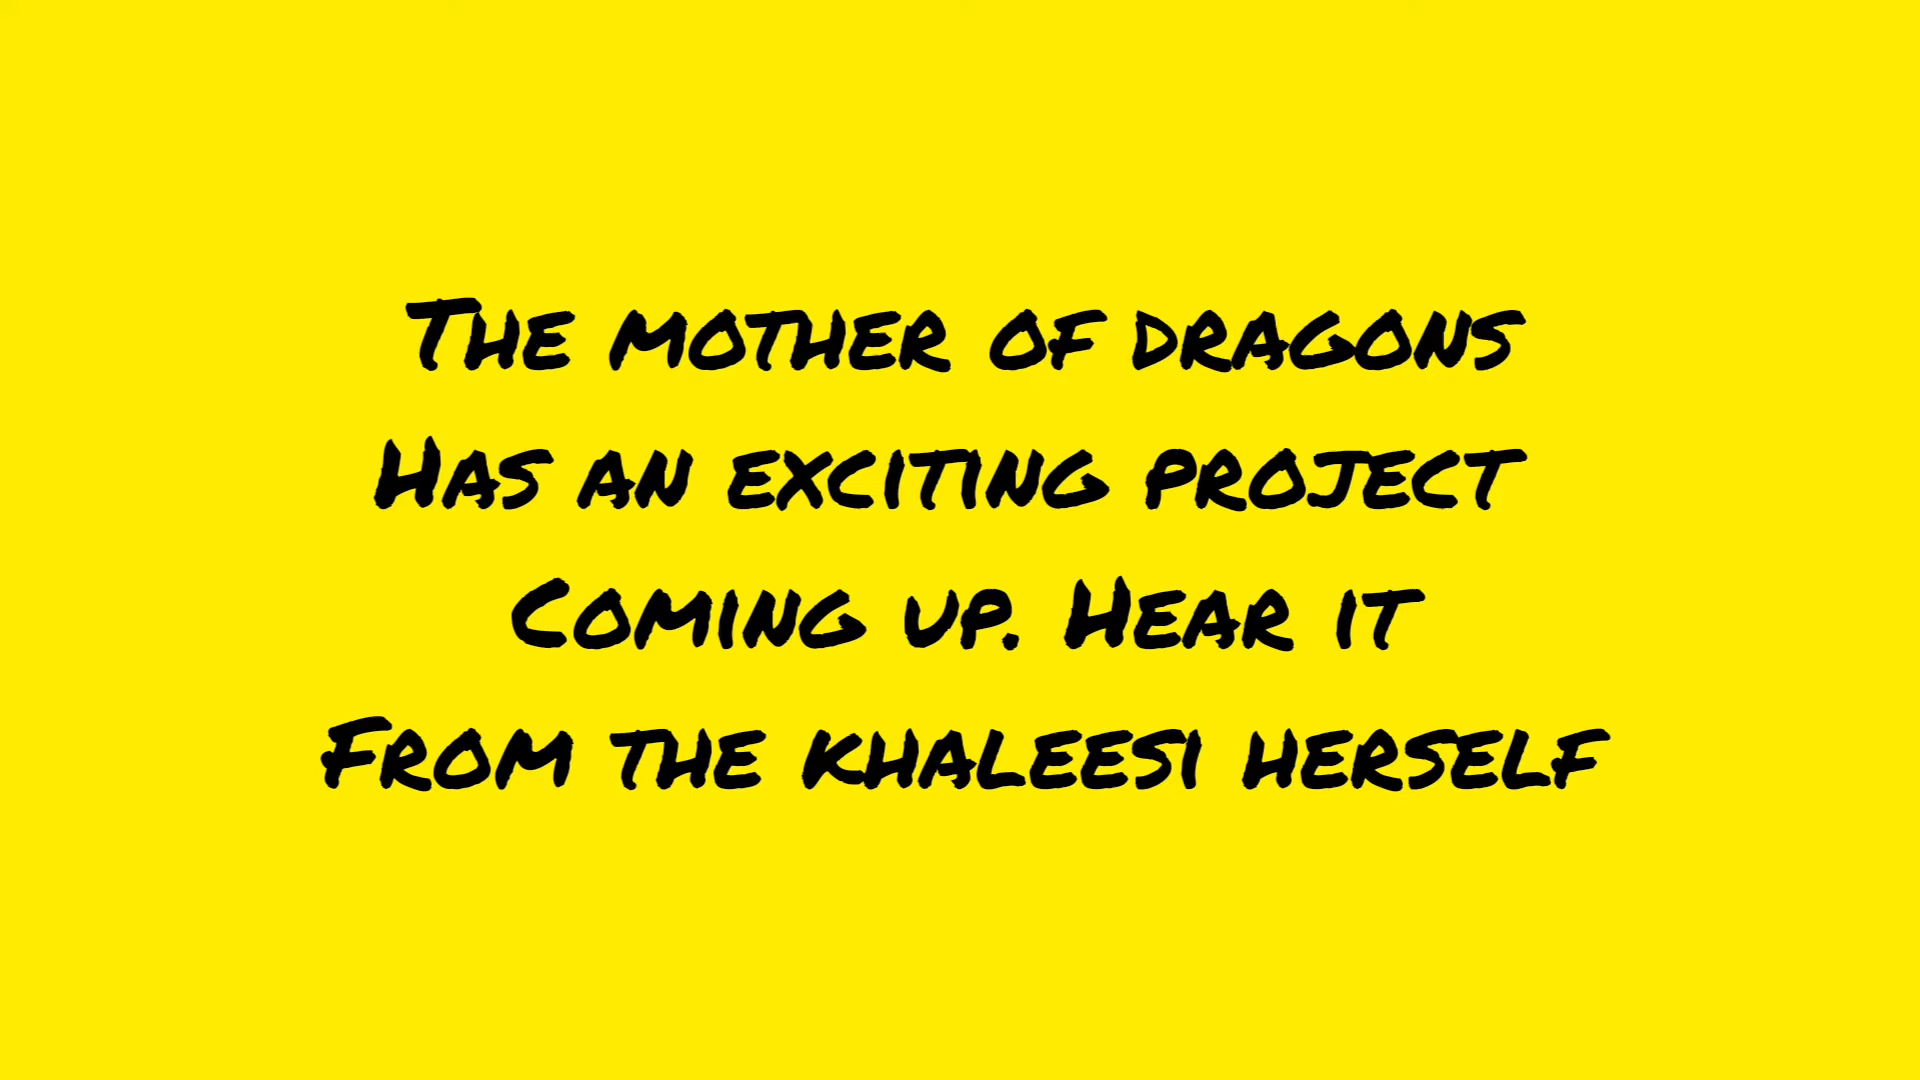 The mother of dragons
Has an exciting project
Coming up. Hear it
From the khaleesi herself